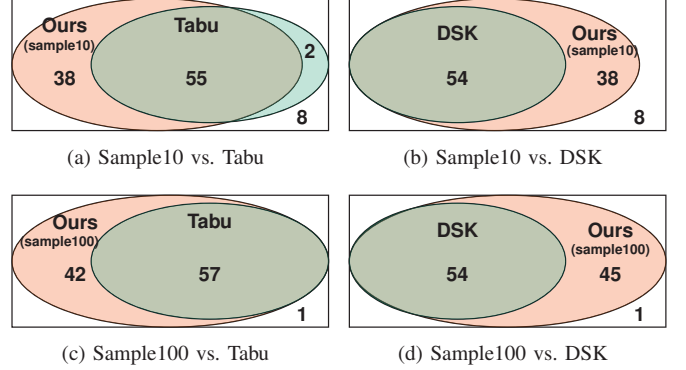 Ours
(sample10)
38
Tabu
55
2
8
(a) Sample10 vs. Tabu
DSK
54
Ours
(sample10)
38
8
(b) Sample10 vs. DSK
Ours
(sample100)
42
Tabu
57
1
(c) Sample100 vs. Tabu
DSK
54
Ours
(sample100)
45
1
(d) Sample100 vs. DSK